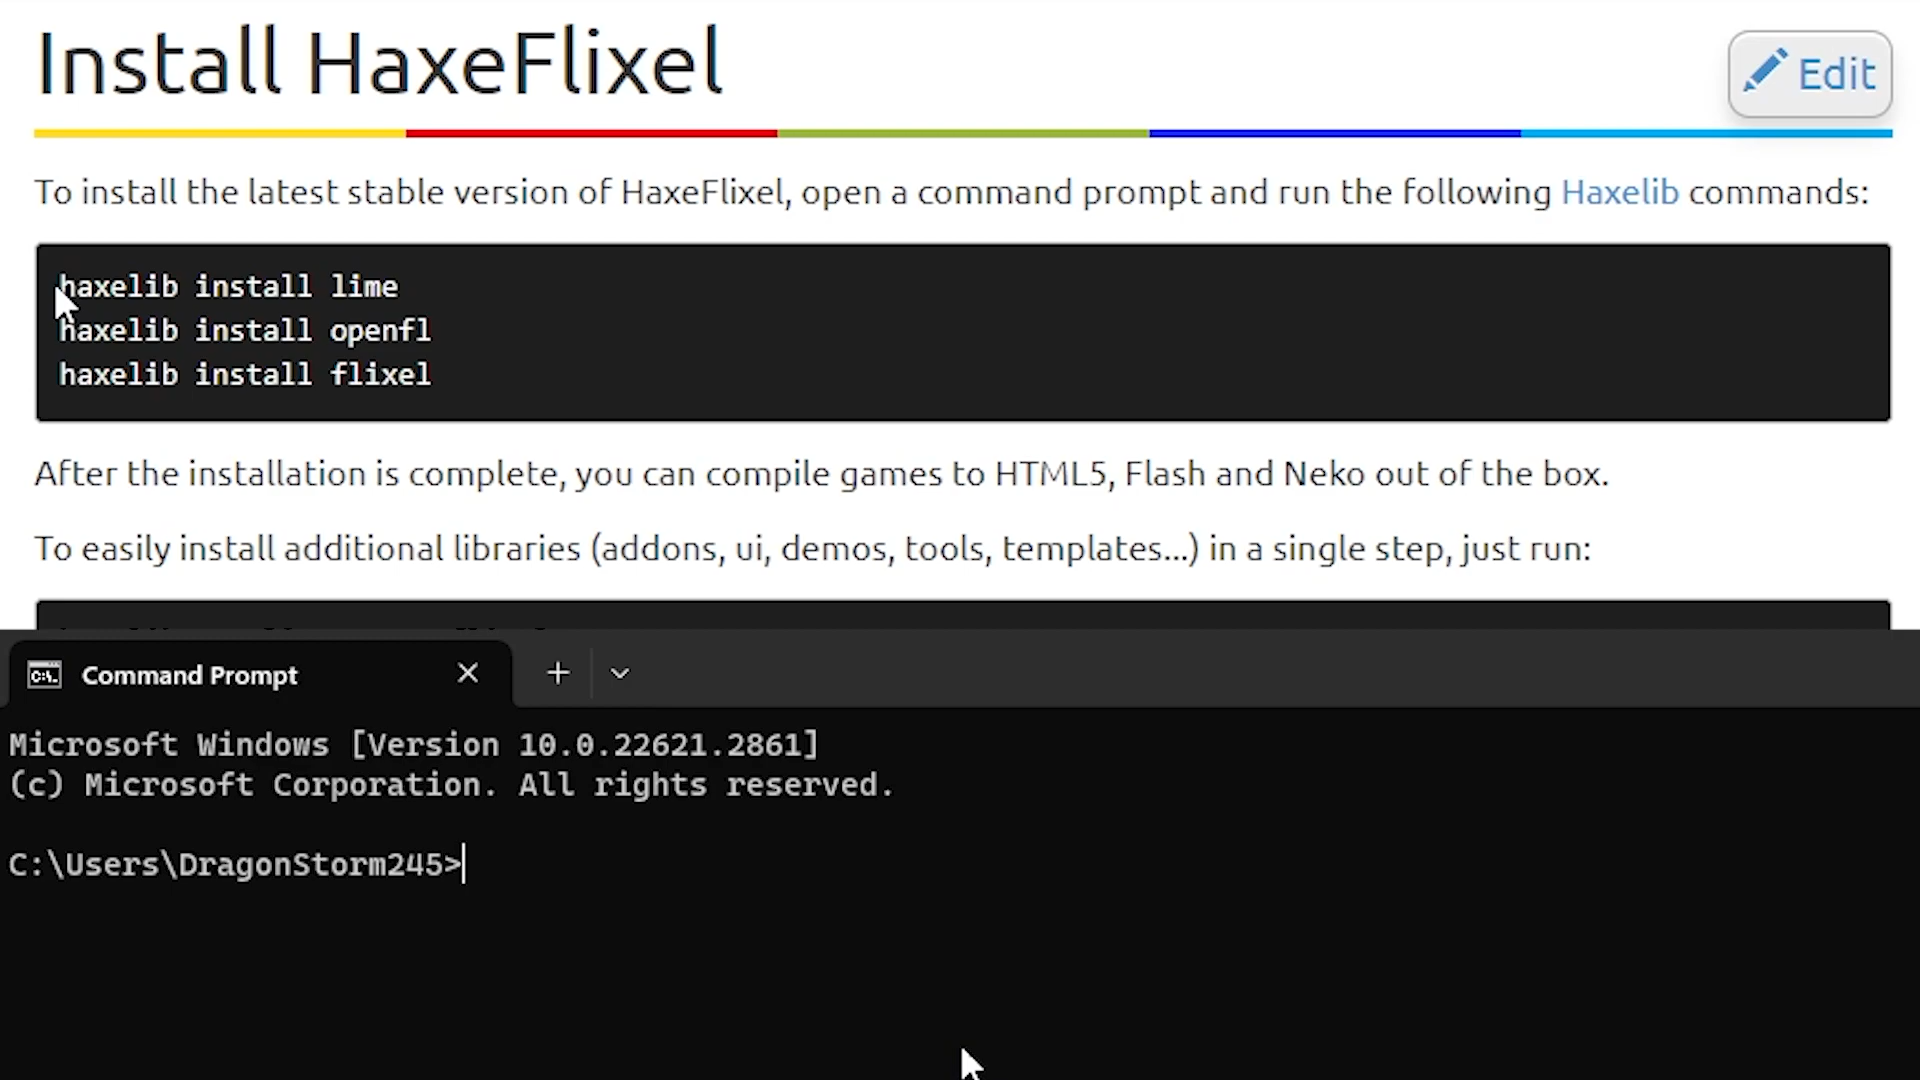 Install HaxeFlixel
Edit
To install the latest stable version of HaxeFlixel, open a command prompt and run the following Haxelib commands:
haxelib install lime
haxelib install openfl
haxelib install flixel
After the installation is complete, you can compile games to HTML5, Flash and Neko out of the box.
To easily install additional libraries (addons, ui, demos, tools, templates...) in a single step, just run:
C:\.
Command Prompt
Microsoft Windows [Version 10.0.22621.2861]
(c) Microsoft Corporation. All rights reserved.
C:\Users\DragonStorm245>